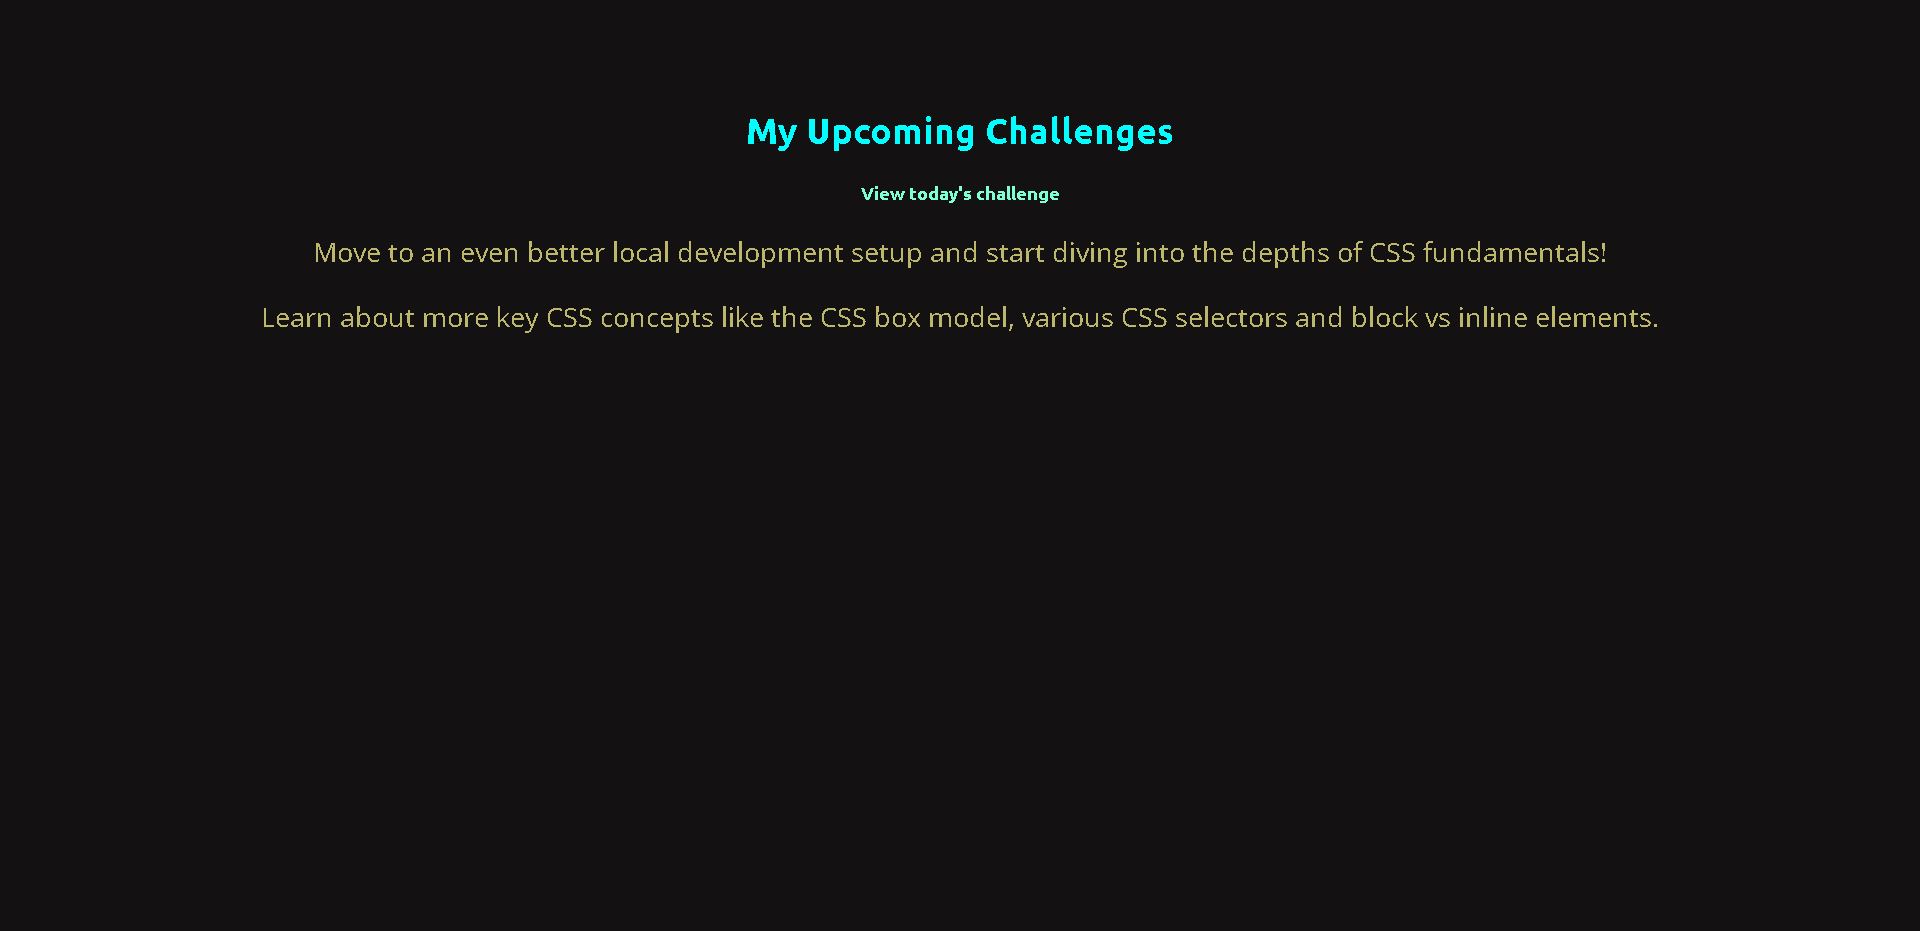 My Upcoming Challenges
View today's challenge
Move to an even better local development setup and start diving into the depths of CSS fundamentals!
Learn about more key CSS concepts like the CSS box model, various CSS selectors and block vs inline elements.